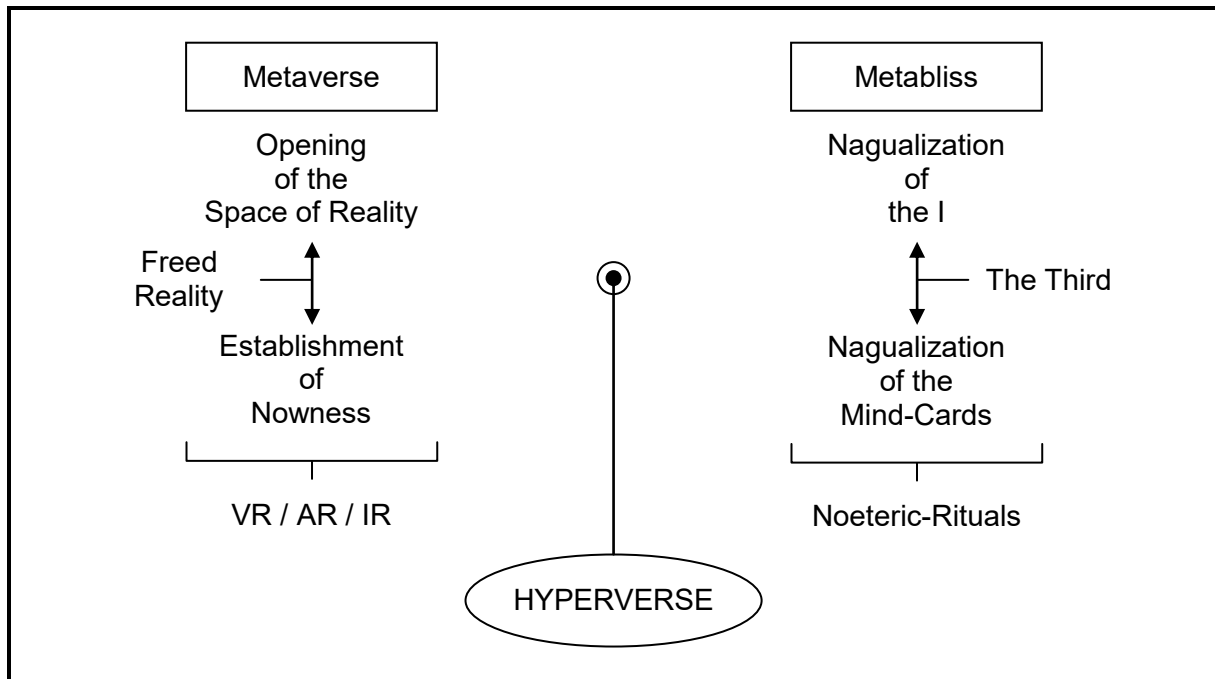 Metaverse
Opening
of the
Space of Reality
Freed
Reality
Establishment
of
Nowness
VR / AR / IR
Metabliss
Nagualization
of
the I
The Third
Nagualization
of the
Mind-Cards
Noeteric-Rituals
HYPERVERSE